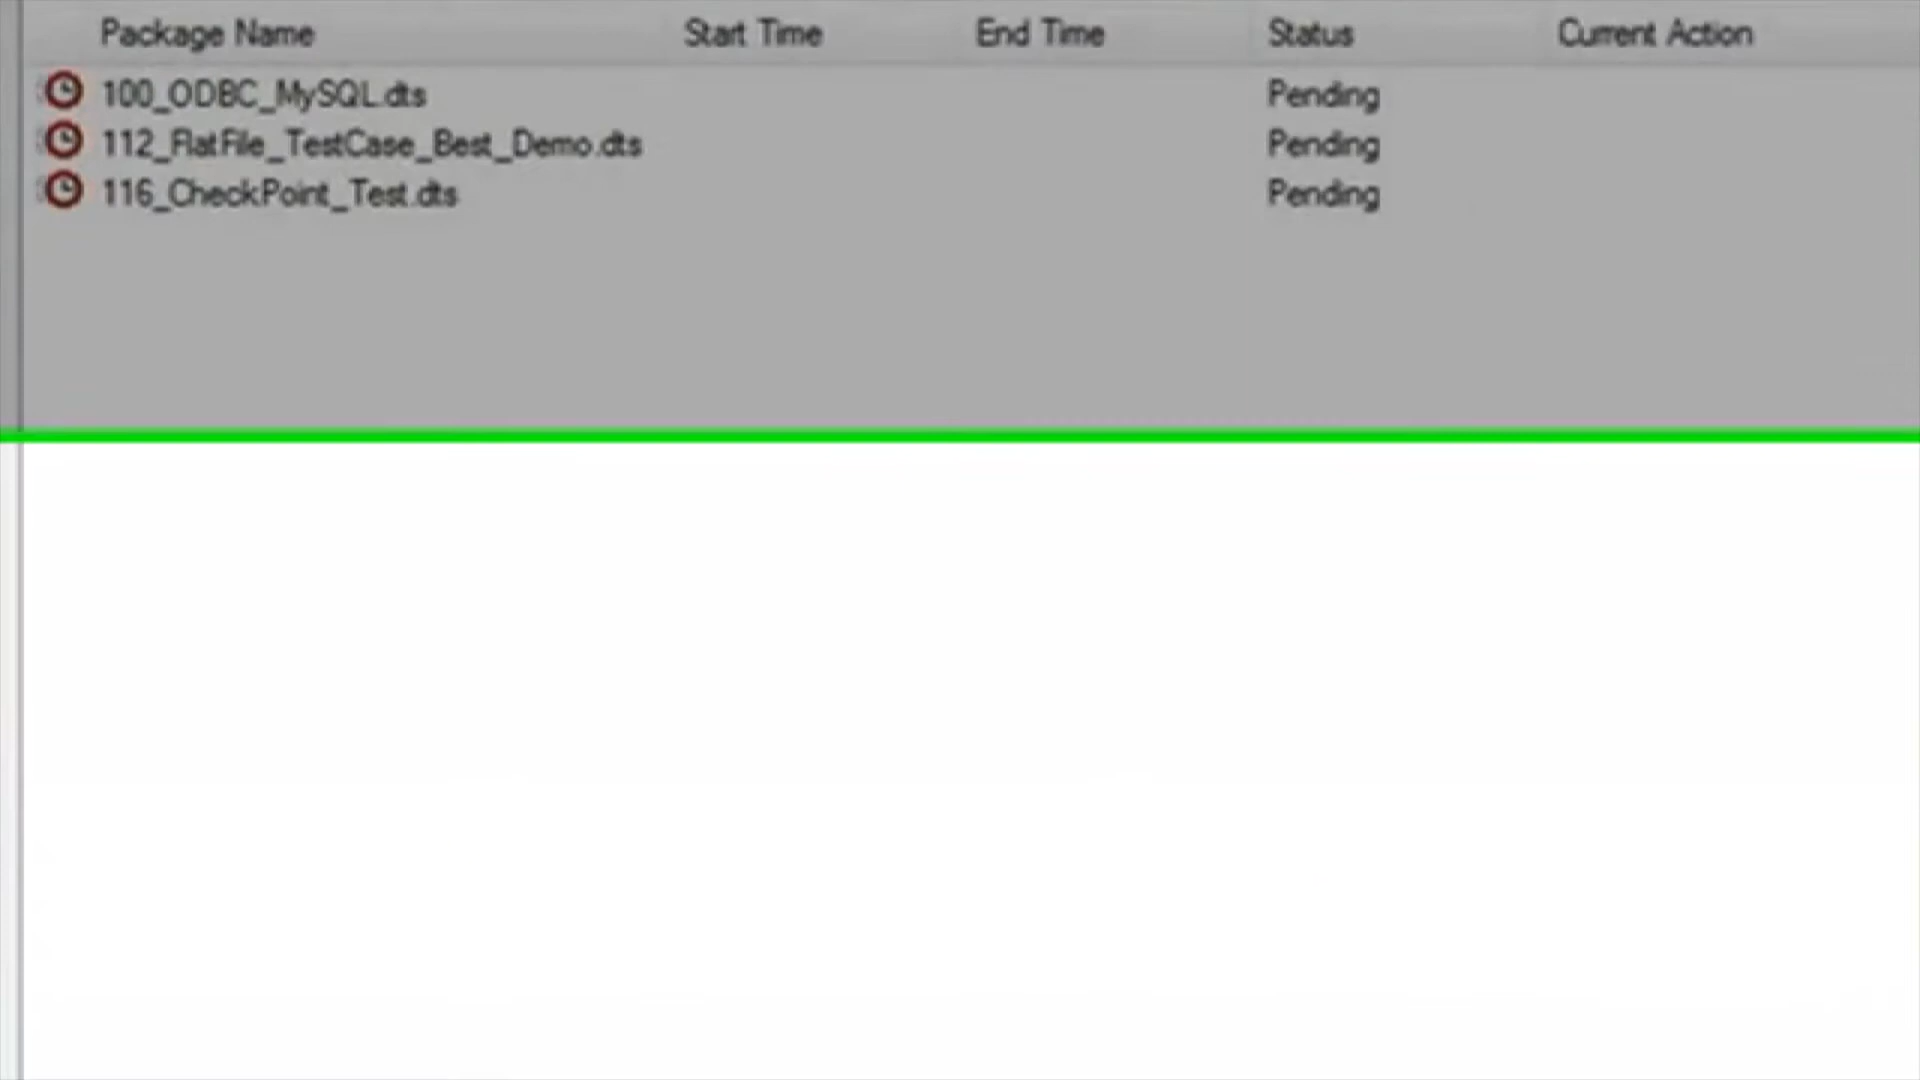 Package Name Start Time End Time Status Current Action
100_ODBC_MySQL.dts Pending
112_FlatFile_TestCase_Best_Demo.dts Pending
116_CheckPoint_Test.dts Pending